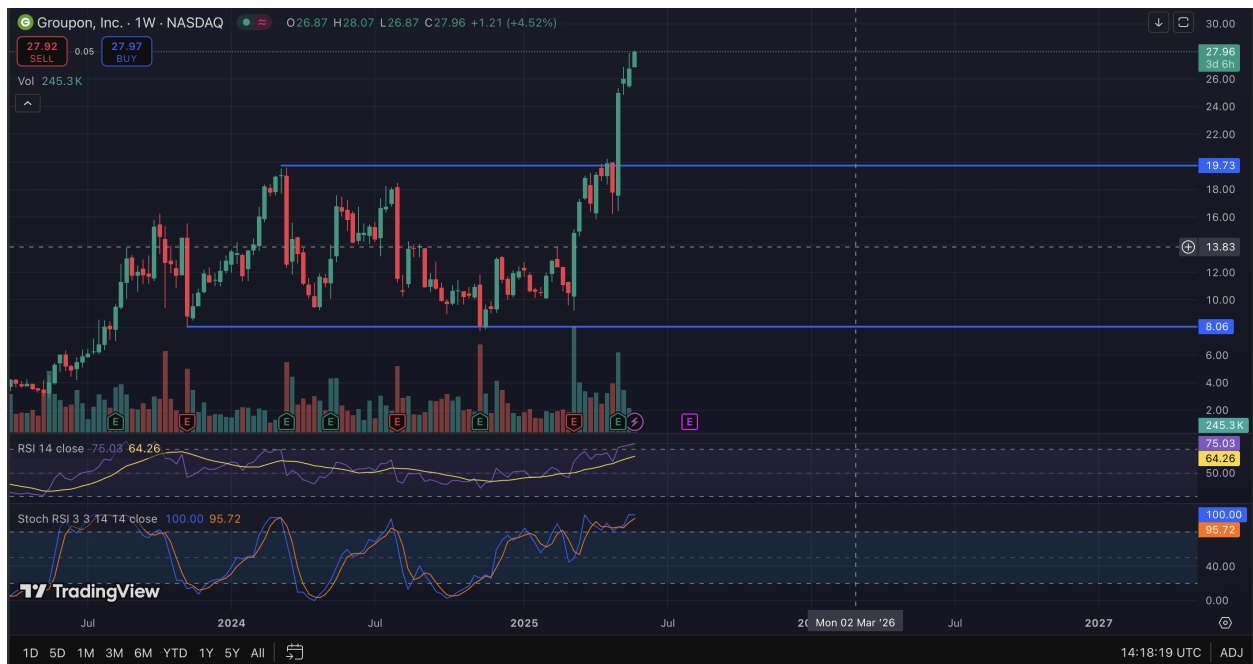 G Groupon, Inc. · 1W · NASDAQ O26.87 H28.07 L26.87 C27.96 +1.21 (+4.52%)
27.92 SELL 0.05 27.97 BUY
Vol 245.3 K
30.00
27.96
3d 6h
26.00
24.00
22.00
19.73
18.00
16.00
13.83
12.00
10.00
8.06
6.00
4.00
2.00
E E E E E E E E E
245.3 K
RSI 14 close 75.03 64.26
75.03
64.26
50.00
Stoch RSI 3 3 14 14 close 100.00 95.72
100.00
95.72
40.00
0.00
TradingView
Jul 2024 Jul 2025 Jul 20 Mon 02 Mar '26 Jul 2027
1D 5D 1M 3M 6M YTD 1Y 5Y All 14:18:19 UTC ADJ